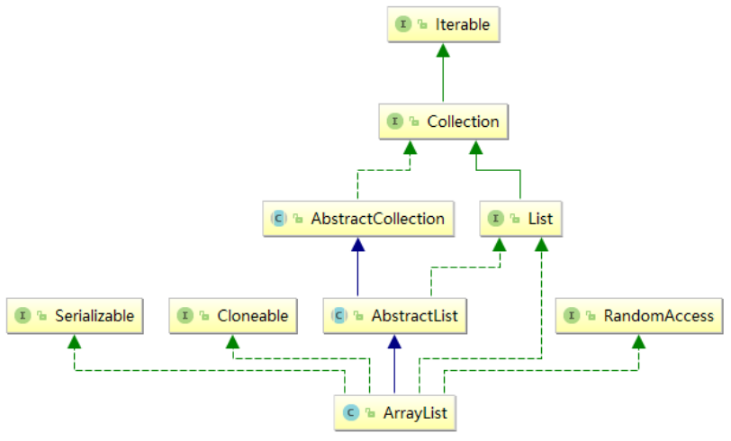 I Iterable
I Collection
C AbstractCollection
I List
I Serializable
I Cloneable
C AbstractList
I RandomAccess
C ArrayList